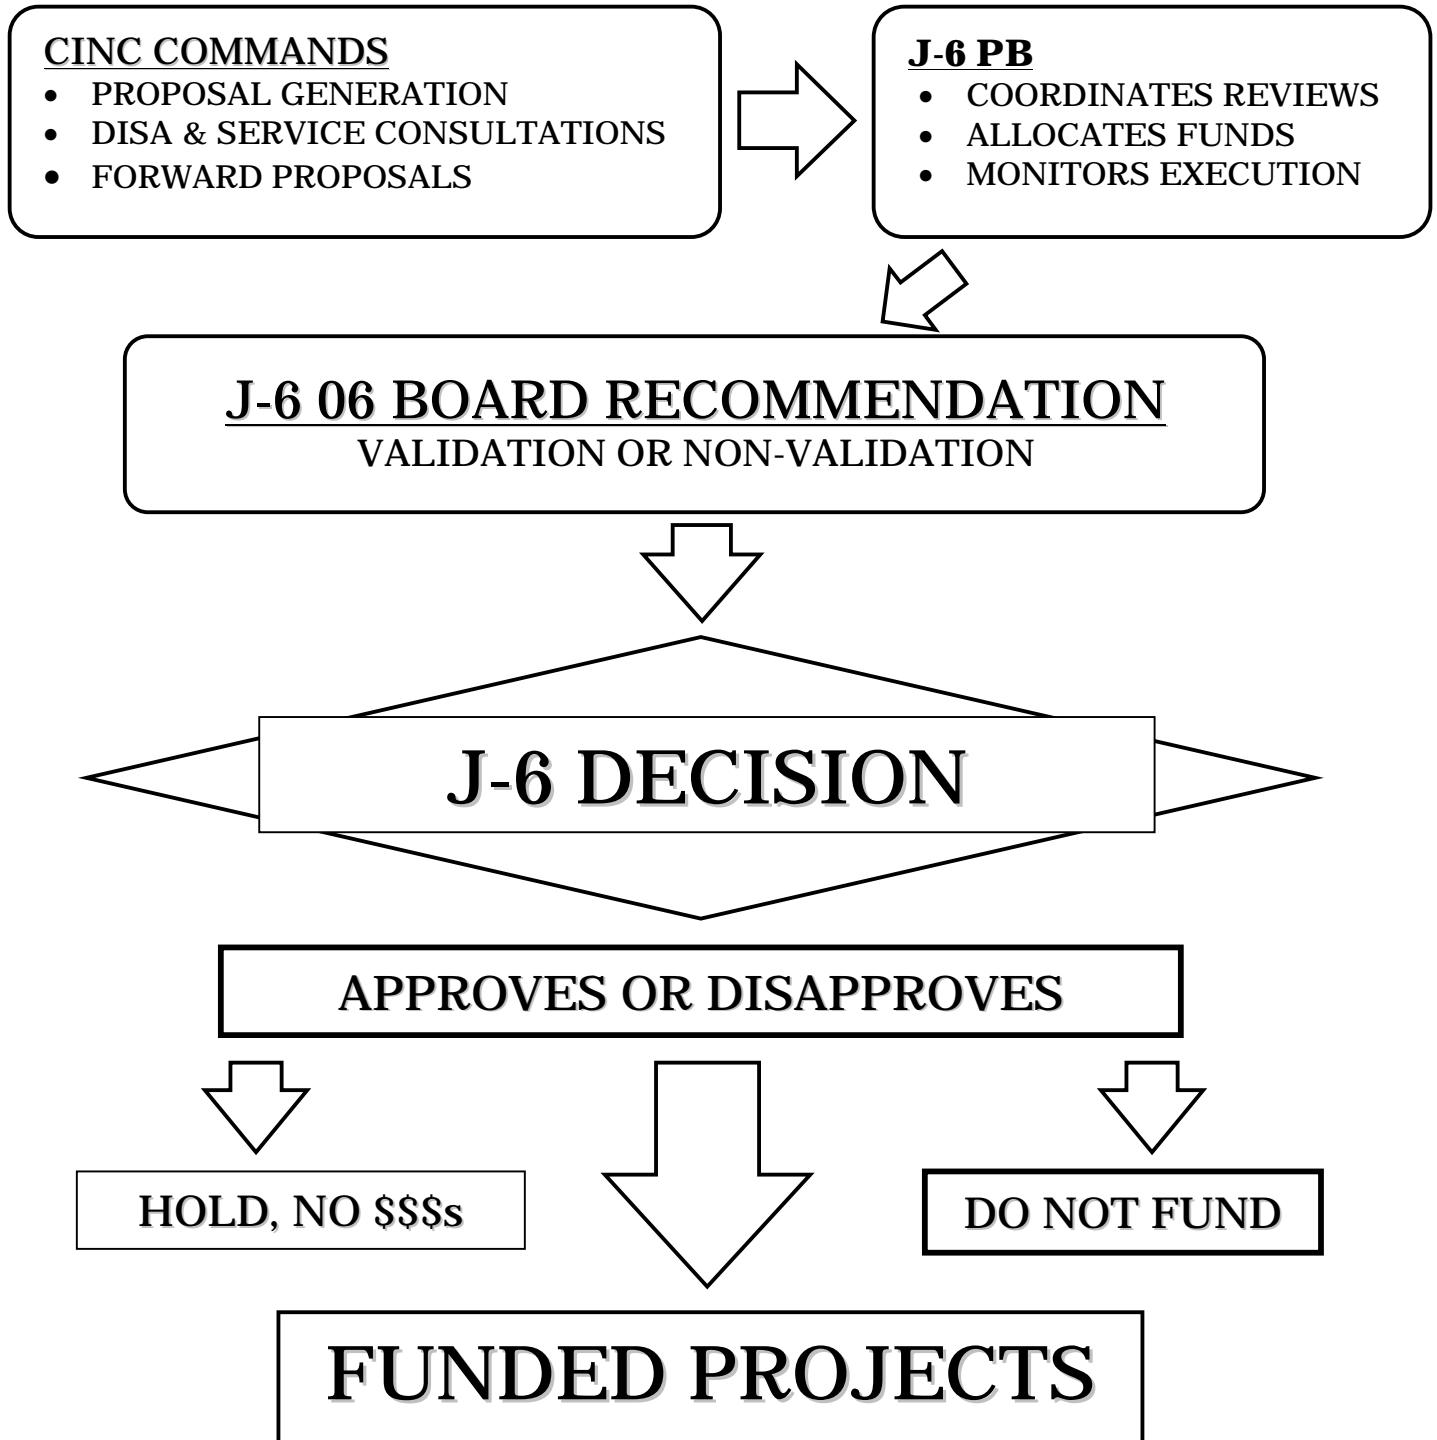 CINC COMMANDS
• PROPOSAL GENERATION
• DISA & SERVICE CONSULTATIONS
• FORWARD PROPOSALS
J-6 PB
• COORDINATES REVIEWS
• ALLOCATES FUNDS
• MONITORS EXECUTION
J-6 06 BOARD RECOMMENDATION
VALIDATION OR NON-VALIDATION
J-6 DECISION
APPROVES OR DISAPPROVES
HOLD, NO $$$s
DO NOT FUND
FUNDED PROJECTS